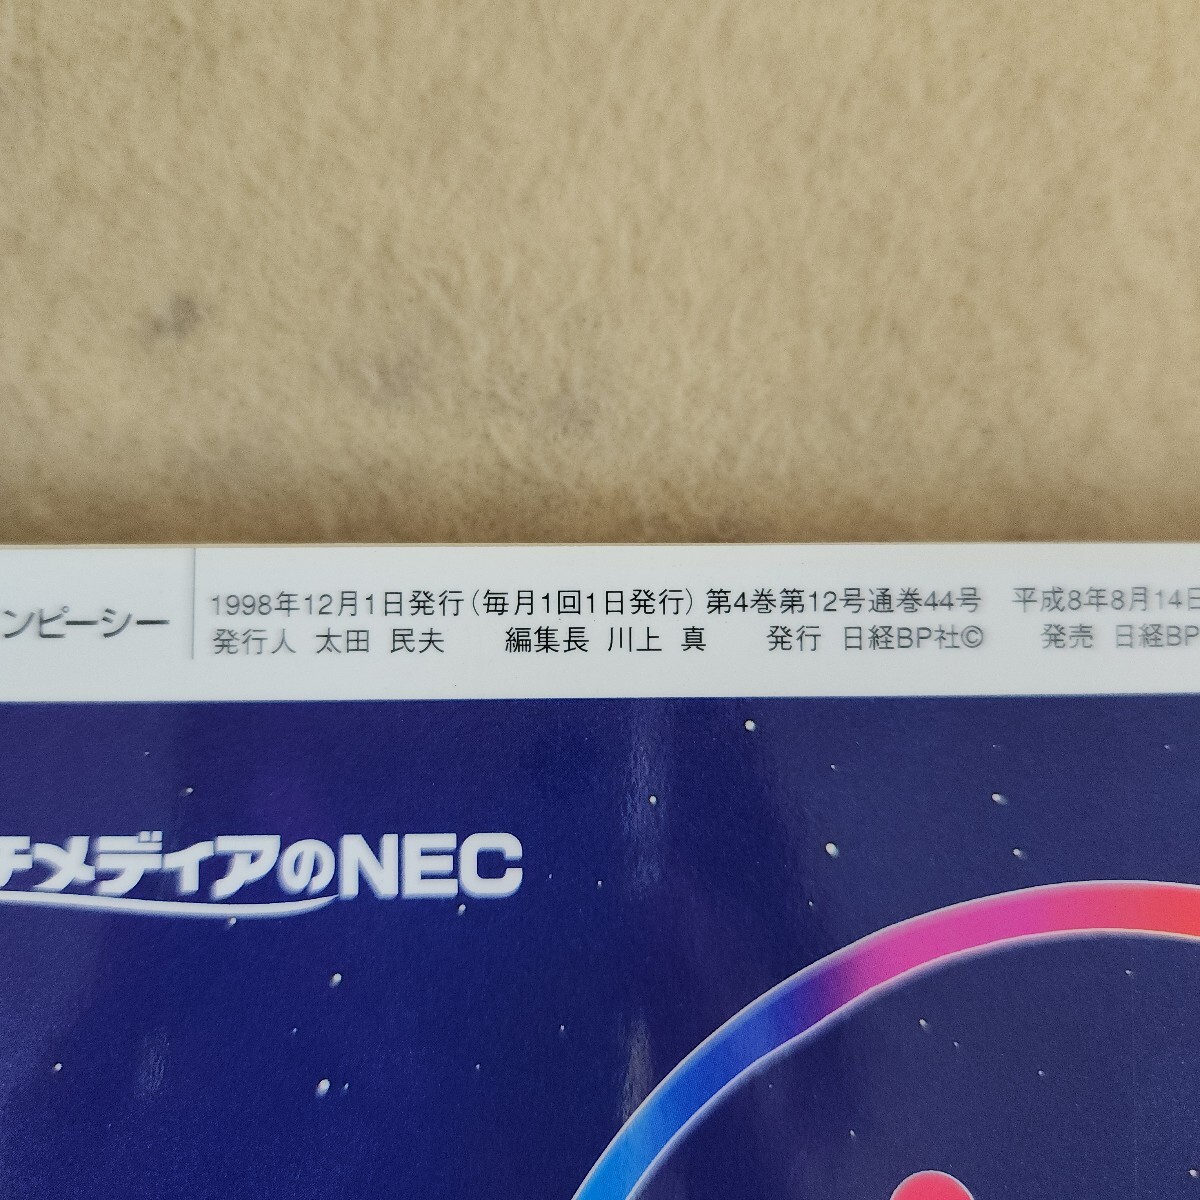 ンピーシー
1998年12月1日発行（毎月1回1日発行）第4巻第12号通巻44号 平成8年8月14日
発行人 太田 民夫 編集長 川上 真 発行 日経BP社© 発売 日経BP
チメディアのNEC